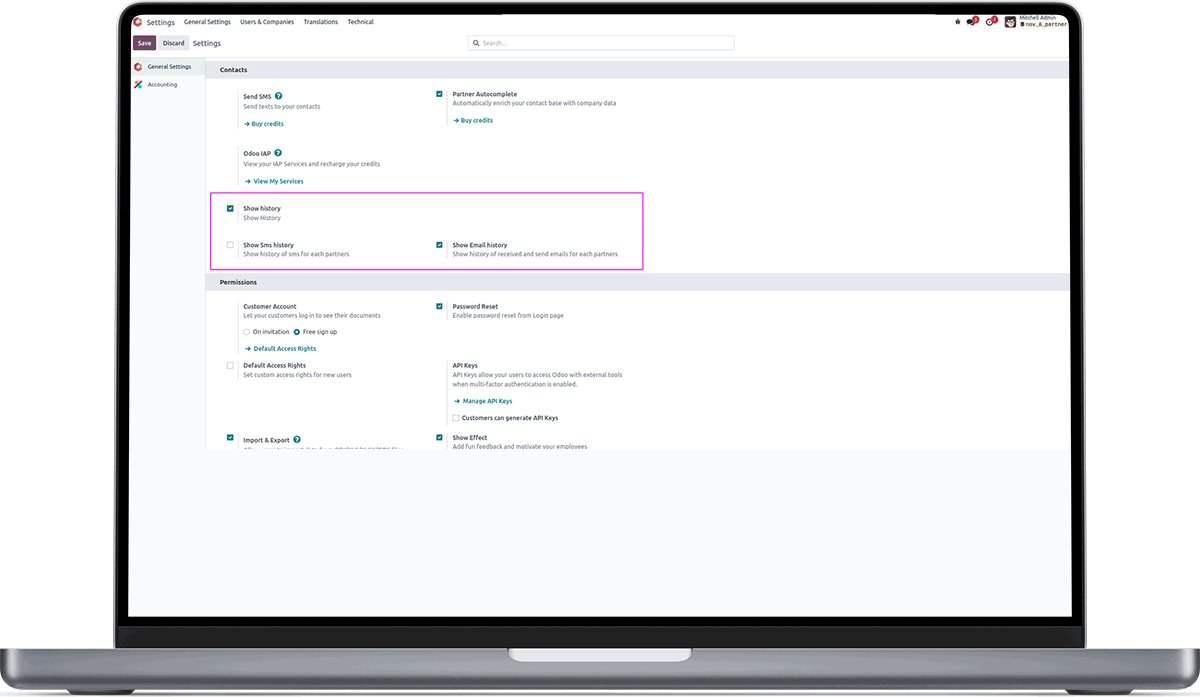 Settings General Settings Users & Companies Translations Technical
Mitchell Admin
nov_8_partner
Save Discard Settings
Search...
General Settings
Accounting
Contacts
Send SMS ?
Send texts to your contacts
Buy credits
Partner Autocomplete
Automatically enrich your contact base with company data
Buy credits
Odoo IAP ?
View your IAP Services and recharge your credits
View My Services
Show history
Show History
Show Sms history
Show history of sms for each partners
Show Email history
Show history of received and send emails for each partners
Permissions
Customer Account
Let your customers log in to see their documents
On invitation Free sign up
Default Access Rights
Password Reset
Enable password reset from Login page
Default Access Rights
Set custom access rights for new users
API Keys
API Keys allow your users to access Odoo with external tools
when multi-factor authentication is enabled.
Manage API Keys
Customers can generate API Keys
Import & Export ?
Show Effect
Add fun feedback and motivate your employees